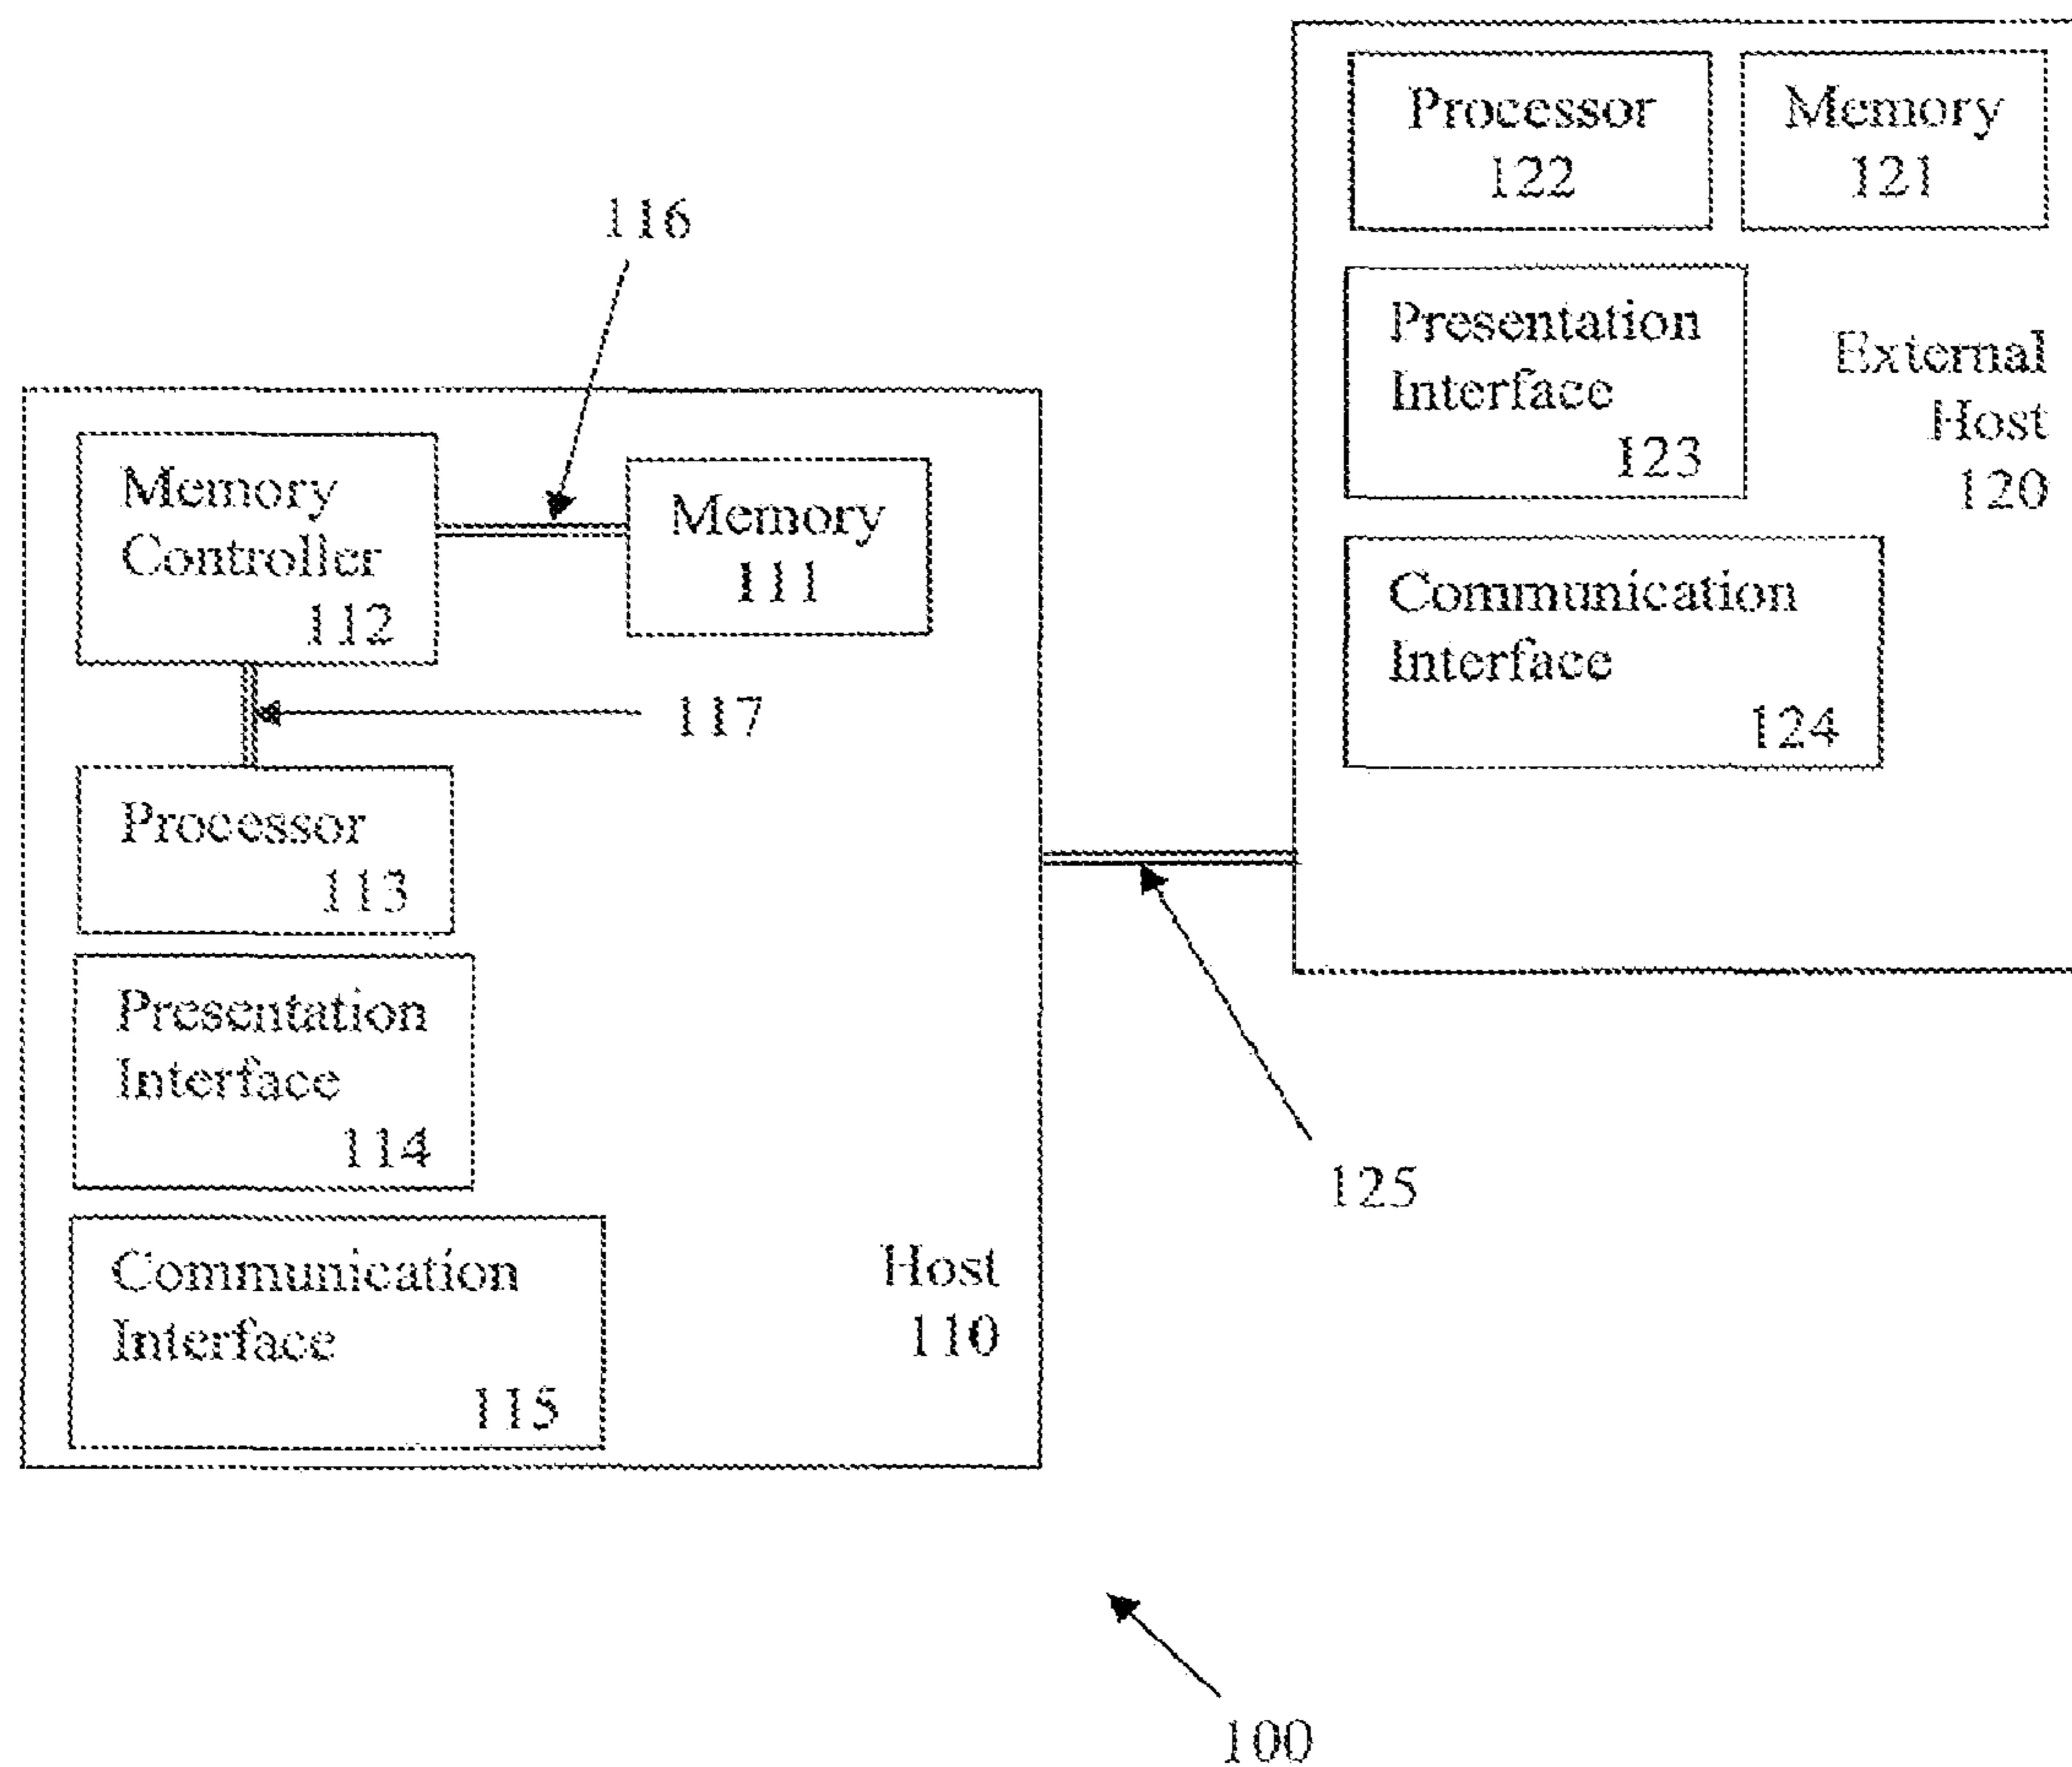 Processor
122
Memory
121
116
Presentation
Interface
123
External
Host
120
Memory
Controller
112
Memory
111
Communication
Interface
124
117
Processor
113
Presentation
Interface
114
125
Communication
Interface
115
Host
110
100